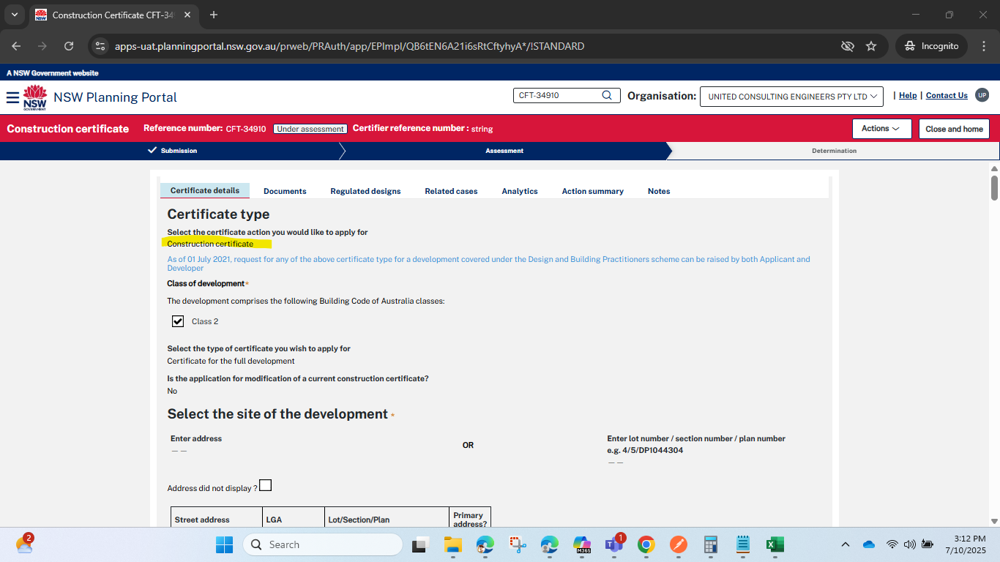 Construction Certificate CFT-34
apps-uat.planningportal.nsw.gov.au/prweb/PRAuth/app/EPImpl/QB6tEN6A21i6sRtCftyhyA*/!STANDARD
Incognito
A NSW Government website
NSW
GOVERNMENT
NSW Planning Portal
CFT-34910
Organisation:
UNITED CONSULTING ENGINEERS PTY LTD
| Help | Contact Us
UP
Construction certificate
Reference number: CFT-34910
Under assessment
Certifier reference number : string
Actions
Close and home
Submission
Assessment
Determination
Certificate details
Documents
Regulated designs
Related cases
Analytics
Action summary
Notes
Certificate type
Select the certificate action you would like to apply for
Construction certificate
As of 01 July 2021, request for any of the above certificate type for a development covered under the Design and Building Practitioners scheme can be raised by both Applicant and
Developer
Class of development*
The development comprises the following Building Code of Australia classes:
Class 2
Select the type of certificate you wish to apply for
Certificate for the full development
Is the application for modification of a current construction certificate?
No
Select the site of the development *
Enter address
— —
OR
Enter lot number / section number / plan number
e.g. 4/5/DP1044304
— —
Address did not display ?
Street address
LGA
Lot/Section/Plan
Primary
address?
2
Search
M365
1
3:12 PM
7/10/2025